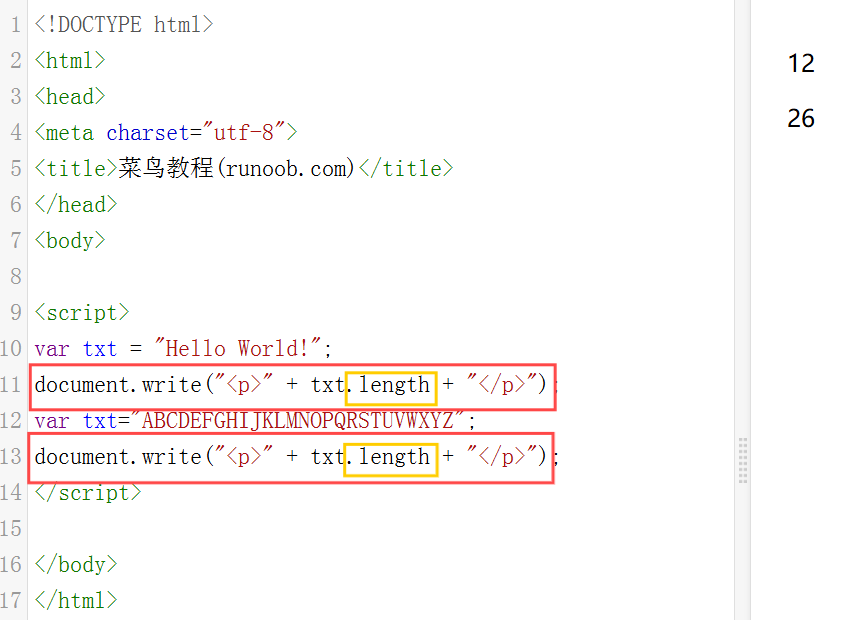 1 <!DOCTYPE html>
2 <html>
3 <head>
4 <meta charset="utf-8">
5 <title>菜鸟教程(runoob.com)</title>
6 </head>
7 <body>
8
9 <script>
10 var txt = "Hello World!";
11 document.write("<p>" + txt.length + "</p>");
12 var txt="ABCDEFGHIJKLMNOPQRSTUVWXYZ";
13 document.write("<p>" + txt.length + "</p>");
14 </script>
15
16 </body>
17 </html>
12
26